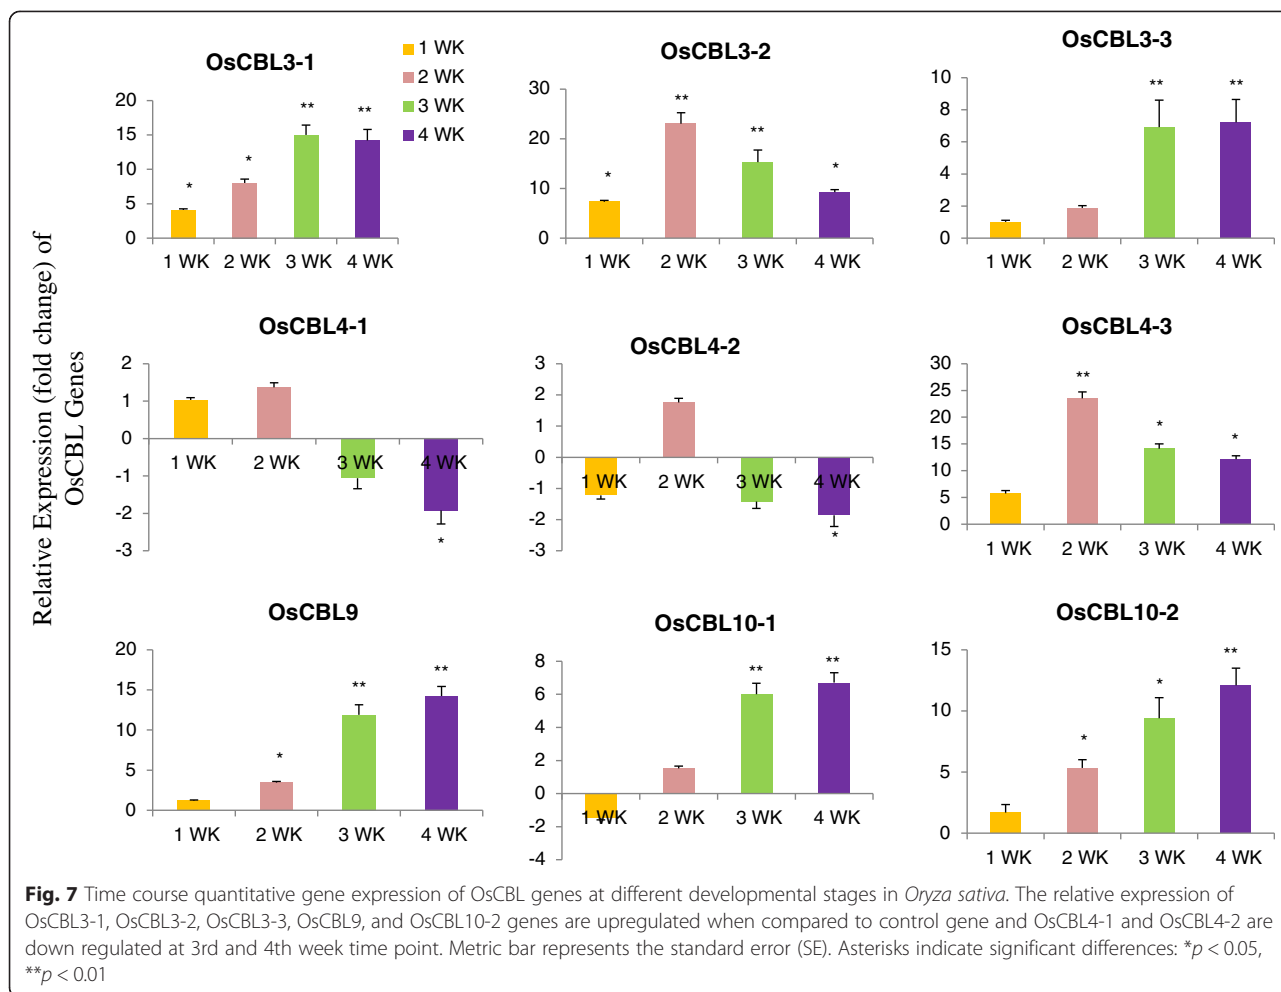 1 WK
2 WK
3 WK
4 WK
Relative Expression (fold change) of
OsCBL Genes
OsCBL3-1
20
15
10
5
0
*
*
**
**
1 WK 2 WK 3 WK 4 WK
OsCBL3-2
30
20
10
0
*
**
**
*
1 WK 2 WK 3 WK 4 WK
OsCBL3-3
10
8
6
4
2
0
**
**
1 WK 2 WK 3 WK 4 WK
OsCBL4-1
2
1
0
-1
-2
-3
1 WK 2 WK 3 WK 4 WK
*
OsCBL4-2
3
2
1
0
-1
-2
-3
1 WK 2 WK 3 WK 4 WK
*
OsCBL4-3
30
25
20
15
10
5
0
**
*
*
1 WK 2 WK 3 WK 4 WK
OsCBL9
20
15
10
5
0
*
**
**
1 WK 2 WK 3 WK 4 WK
OsCBL10-1
8
6
4
2
0
-2
-4
**
**
1 WK 2 WK 3 WK 4 WK
OsCBL10-2
15
10
5
0
*
*
**
1 WK 2 WK 3 WK 4 WK
Fig. 7 Time course quantitative gene expression of OsCBL genes at different developmental stages in Oryza sativa. The relative expression of
OsCBL3-1, OsCBL3-2, OsCBL3-3, OsCBL9, and OsCBL10-2 genes are upregulated when compared to control gene and OsCBL4-1 and OsCBL4-2 are
down regulated at 3rd and 4th week time point. Metric bar represents the standard error (SE). Asterisks indicate significant differences: *p < 0.05,
**p < 0.01